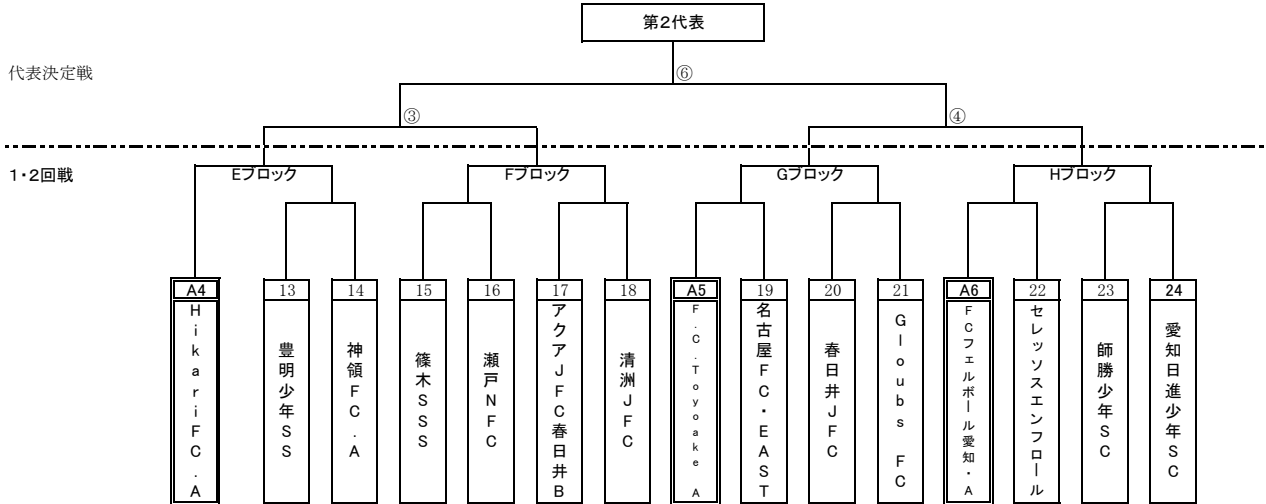 第2代表
代表決定戦
⑥
③
④
1・2回戦
Eブロック
Fブロック
Gブロック
Hブロック
A4
13
14
15
16
17
18
A5
19
20
21
A6
22
23
24
HikariFC.A
豊明少年SS
神領FC.A
篠木SSS
瀬戸NFC
アクアJFC春日井B
清洲JFC
F.C.Toyoake A
名古屋FC・EAST
春日井JFC
Gloubs FC
FCフェルボール愛知・A
セレッソスエンフロール
師勝少年SC
愛知日進少年SC